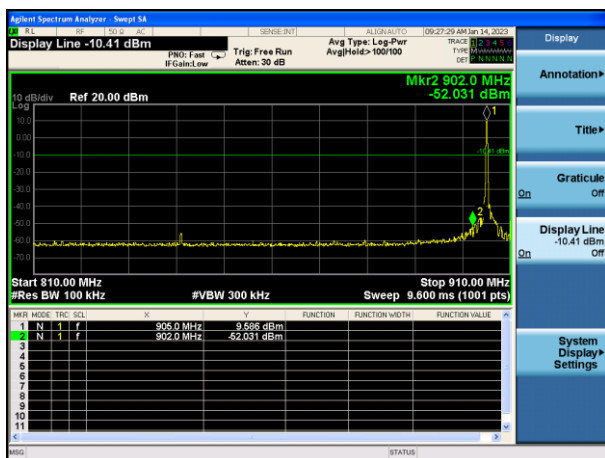 Agilent Spectrum Analyzer - Swept SA
RL RF 50 Ω AC SENSE:INT ALIGNAUTO 09:27:29 AM Jan 14, 2023
Display Line -10.41 dBm
PNO: Fast
IFGain:Low
Trig: Free Run
Atten: 30 dB
Avg Type: Log-Pwr
Avg|Hold:>100/100
TRACE 1 2 3 4 5 6
TYPE
DET P N N N N N
Mkr2 902.0 MHz
-52.031 dBm
10 dB/div Ref 20.00 dBm
Log
10.0
0.00
-10.0
-10.41 dBm
-20.0
-30.0
-40.0
-50.0
-60.0
-70.0
1
2
Start 810.00 MHz Stop 910.00 MHz
#Res BW 100 kHz #VBW 300 kHz Sweep 9.600 ms (1001 pts)
MKR MODE TRC SCL X Y FUNCTION FUNCTION WIDTH FUNCTION VALUE
1 N 1 f 905.0 MHz 9.586 dBm
2 N 1 f 902.0 MHz -52.031 dBm
3
4
5
6
7
8
9
10
11
MSG STATUS
Display
Annotation
Title
Graticule
On Off
Display Line
-10.41 dBm
On Off
System
Display
Settings